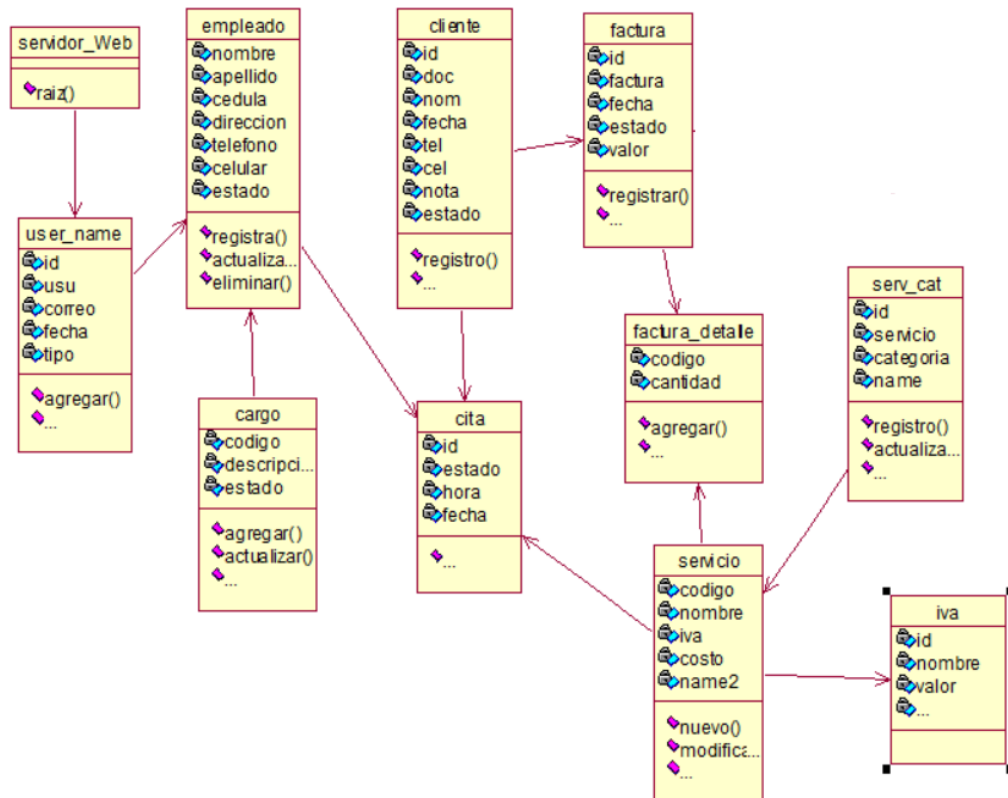 servidor_Web
raiz()
empleado
nombre
apellido
cedula
direccion
telefono
celular
estado
registra()
actualiza...
eliminar()
cliente
id
doc
nom
fecha
tel
cel
nota
estado
registro()
...
factura
id
factura
fecha
estado
valor
registrar()
...
user_name
id
usu
correo
fecha
tipo
agregar()
...
cargo
codigo
descripci...
estado
agregar()
actualizar()
...
cita
id
estado
hora
fecha
...
factura_detalle
codigo
cantidad
agregar()
...
serv_cat
id
servicio
categoria
name
registro()
actualiza...
...
servicio
codigo
nombre
iva
costo
name2
nuevo()
modifica...
...
iva
id
nombre
valor
...